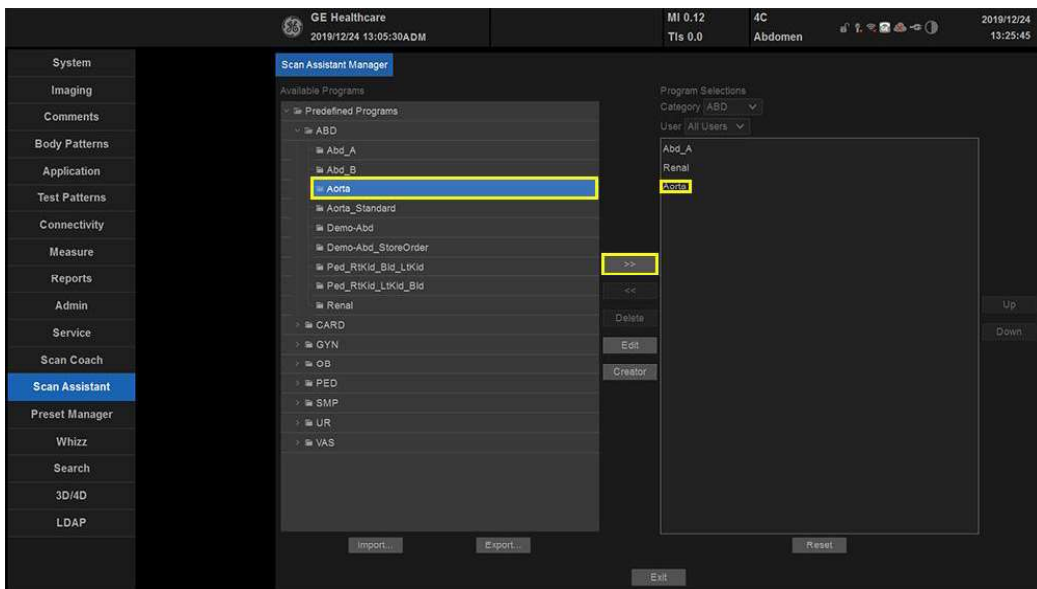 GE Healthcare
2019/12/24 13:05:30ADM
MI 0.12
TIs 0.0
4C
Abdomen
2019/12/24
13:25:45
System
Imaging
Comments
Body Patterns
Application
Test Patterns
Connectivity
Measure
Reports
Admin
Service
Scan Coach
Scan Assistant
Preset Manager
Whizz
Search
3D/4D
LDAP
Scan Assistant Manager
Available Programs
Predefined Programs
ABD
Abd_A
Abd_B
Aorta
Aorta_Standard
Demo-Abd
Demo-Abd_StoreOrder
Ped_RtKid_Bld_LtKid
Ped_RtKid_LtKid_Bld
Renal
CARD
GYN
OB
PED
SMP
UR
VAS
Import...
Export...
>>
<<
Delete
Edit
Creator
Program Selections
Category ABD
User All Users
Abd_A
Renal
Aorta
Up
Down
Reset
Exit